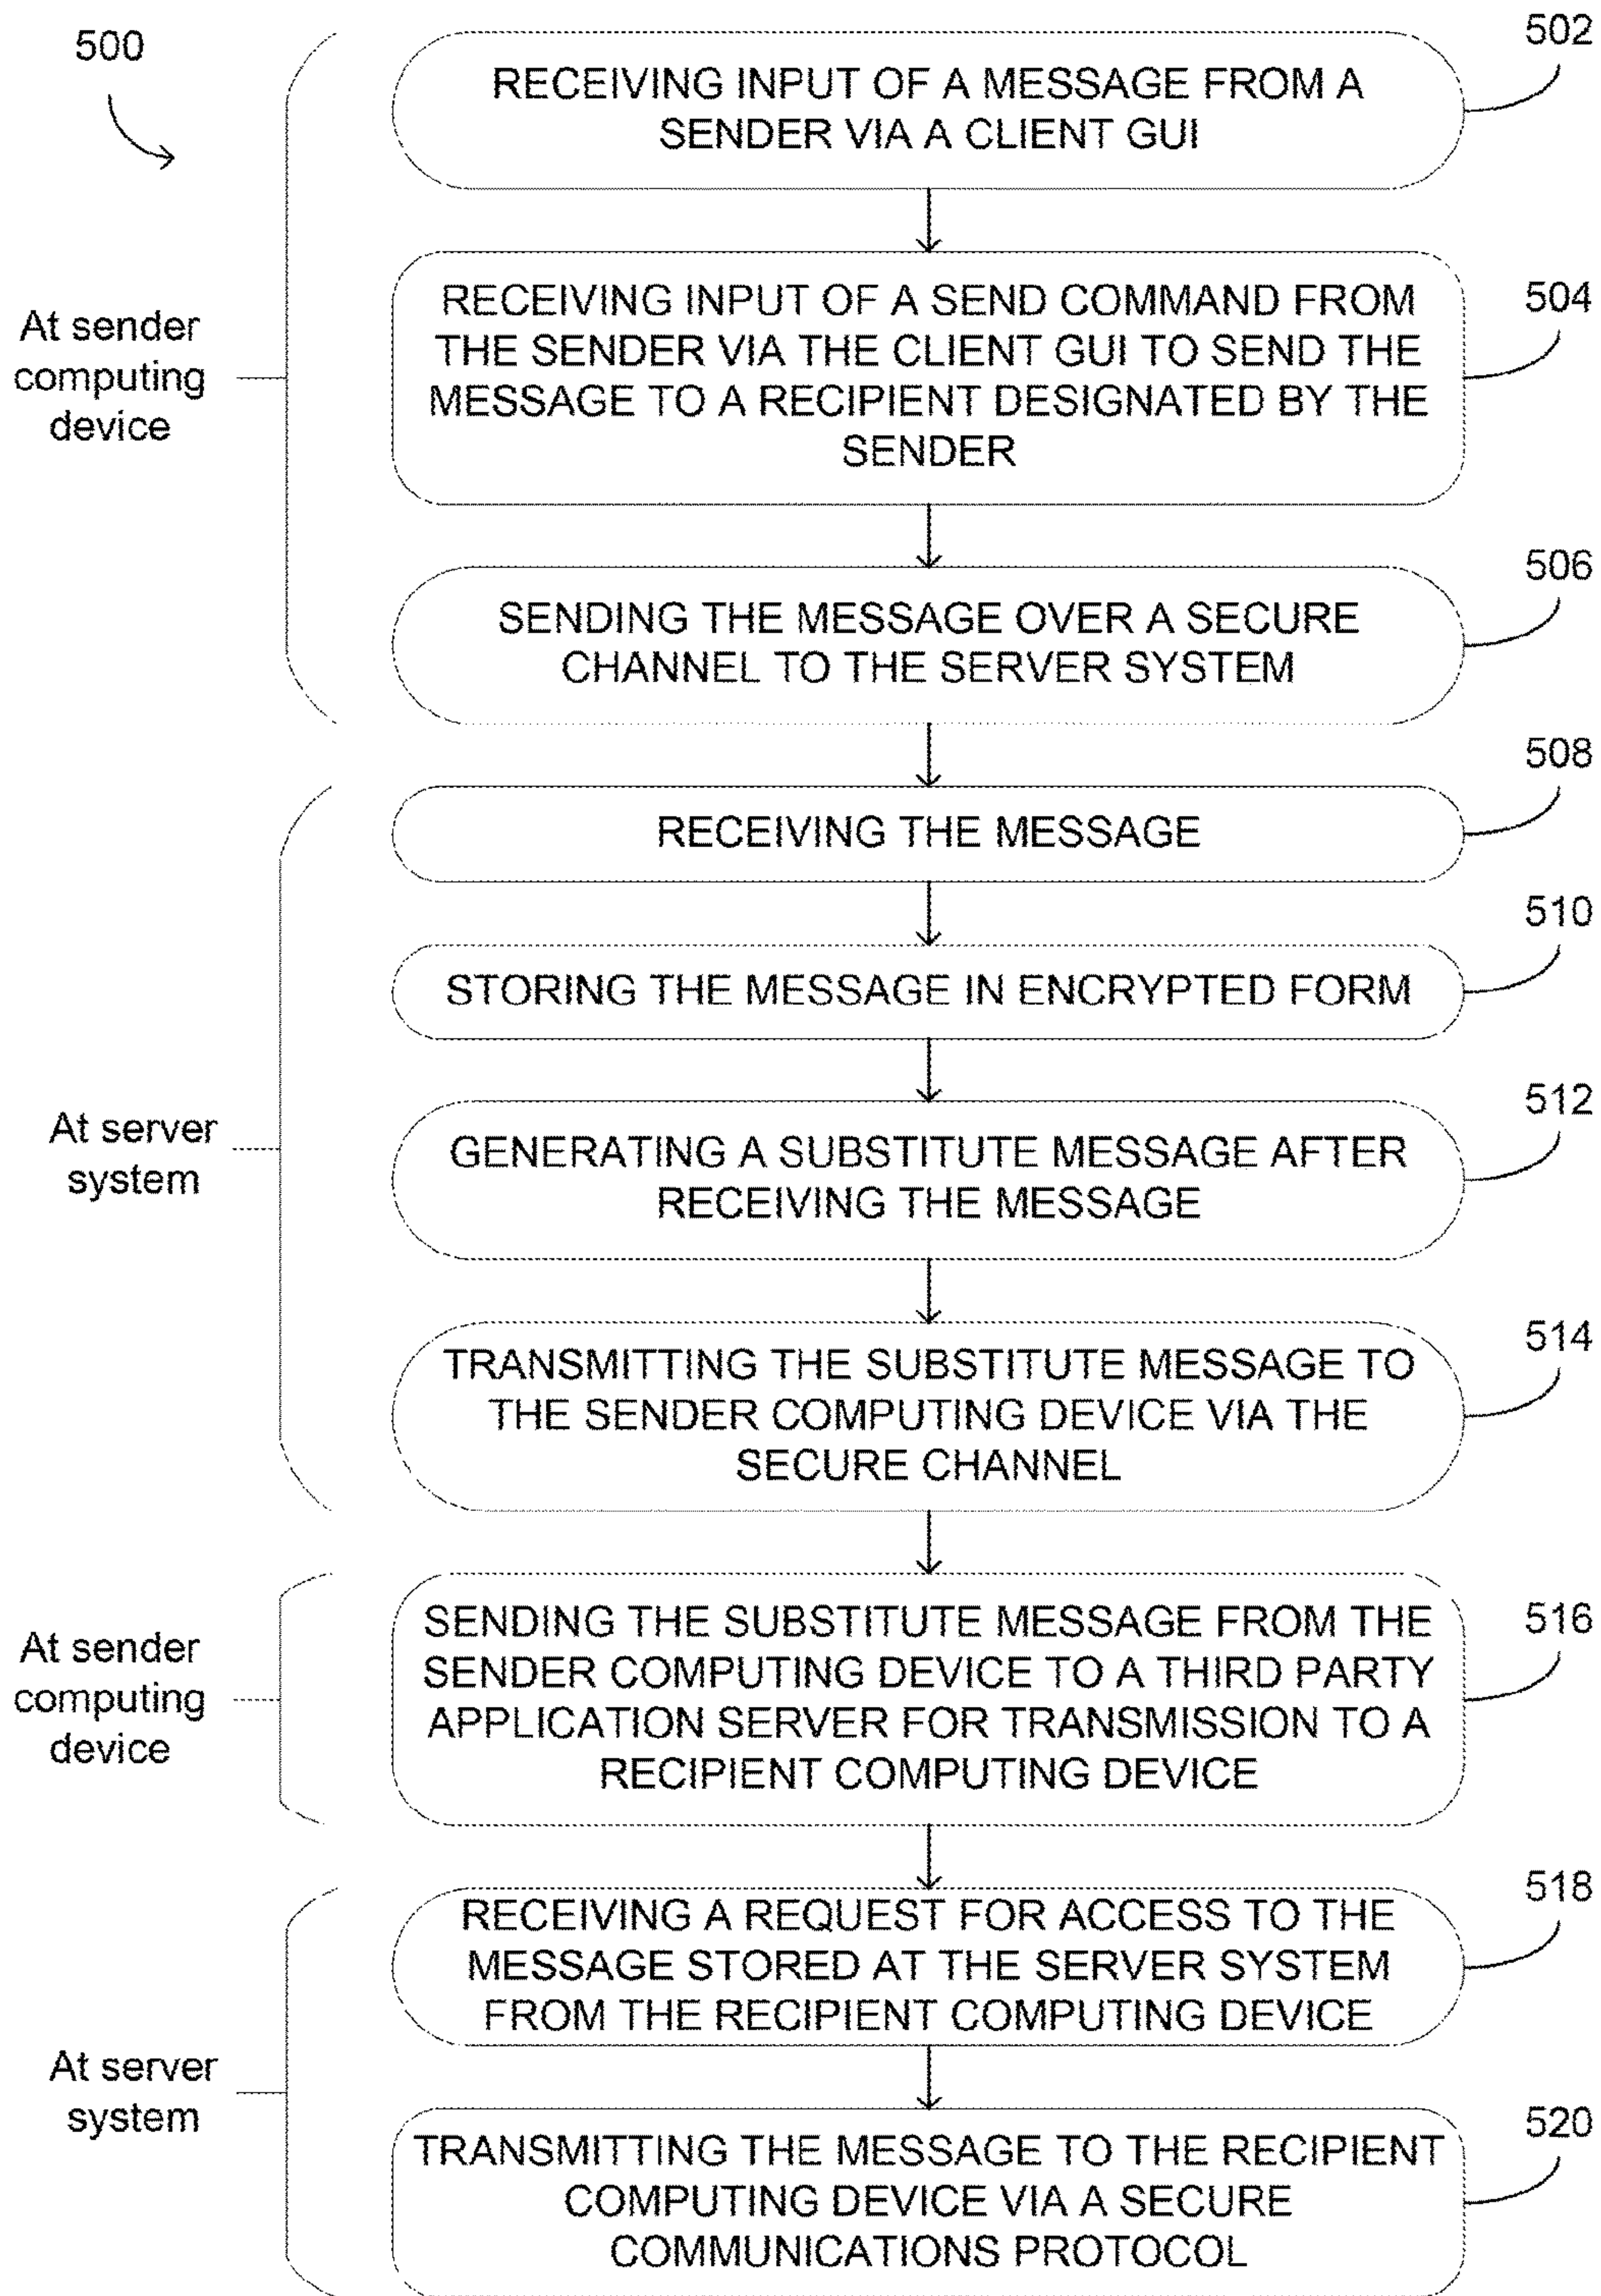 500
502
RECEIVING INPUT OF A MESSAGE FROM A
SENDER VIA A CLIENT GUI
504
RECEIVING INPUT OF A SEND COMMAND FROM
THE SENDER VIA THE CLIENT GUI TO SEND THE
MESSAGE TO A RECIPIENT DESIGNATED BY THE
SENDER
At sender
computing
device
506
SENDING THE MESSAGE OVER A SECURE
CHANNEL TO THE SERVER SYSTEM
508
RECEIVING THE MESSAGE
510
STORING THE MESSAGE IN ENCRYPTED FORM
At server
system
512
GENERATING A SUBSTITUTE MESSAGE AFTER
RECEIVING THE MESSAGE
514
TRANSMITTING THE SUBSTITUTE MESSAGE TO
THE SENDER COMPUTING DEVICE VIA THE
SECURE CHANNEL
At sender
computing
device
516
SENDING THE SUBSTITUTE MESSAGE FROM THE
SENDER COMPUTING DEVICE TO A THIRD PARTY
APPLICATION SERVER FOR TRANSMISSION TO A
RECIPIENT COMPUTING DEVICE
518
RECEIVING A REQUEST FOR ACCESS TO THE
MESSAGE STORED AT THE SERVER SYSTEM
FROM THE RECIPIENT COMPUTING DEVICE
At server
system
520
TRANSMITTING THE MESSAGE TO THE RECIPIENT
COMPUTING DEVICE VIA A SECURE
COMMUNICATIONS PROTOCOL